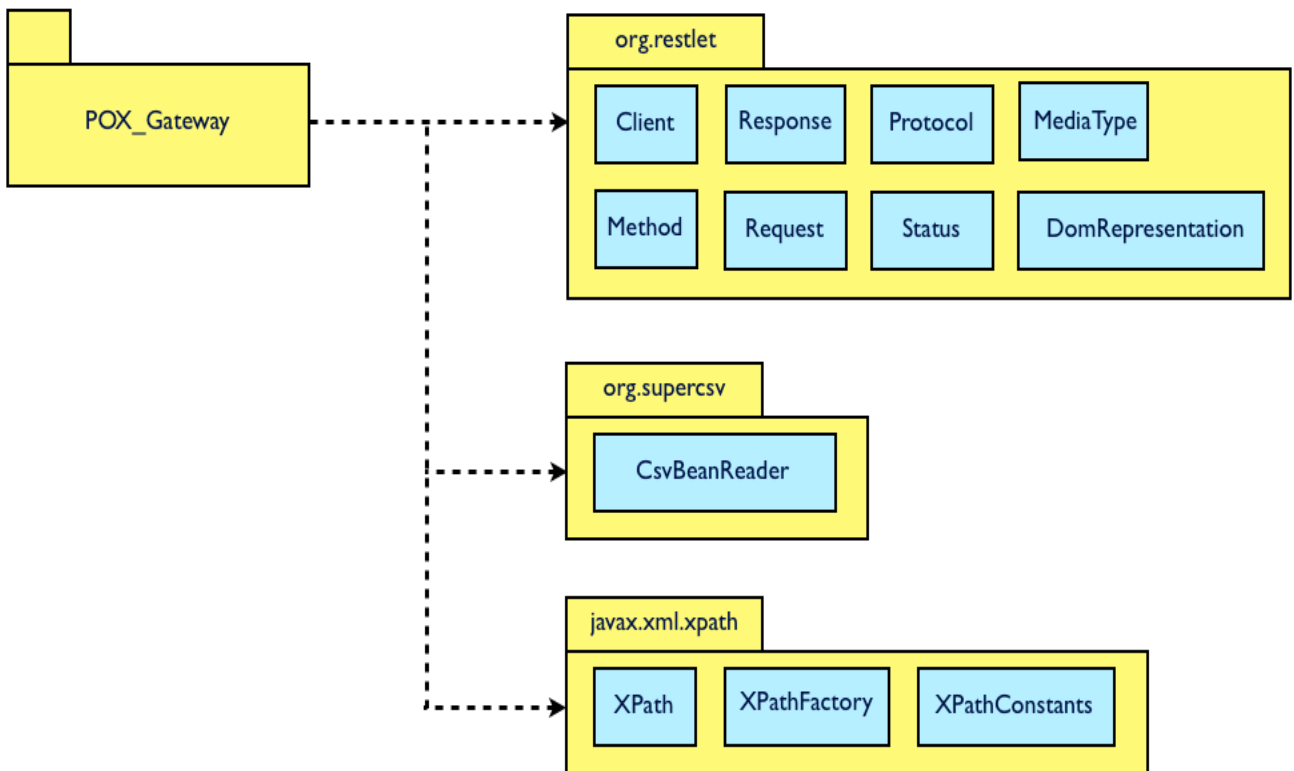 POX_Gateway
org.restlet
Client
Response
Protocol
MediaType
Method
Request
Status
DomRepresentation
org.supercsv
CsvBeanReader
javax.xml.xpath
XPath
XPathFactory
XPathConstants